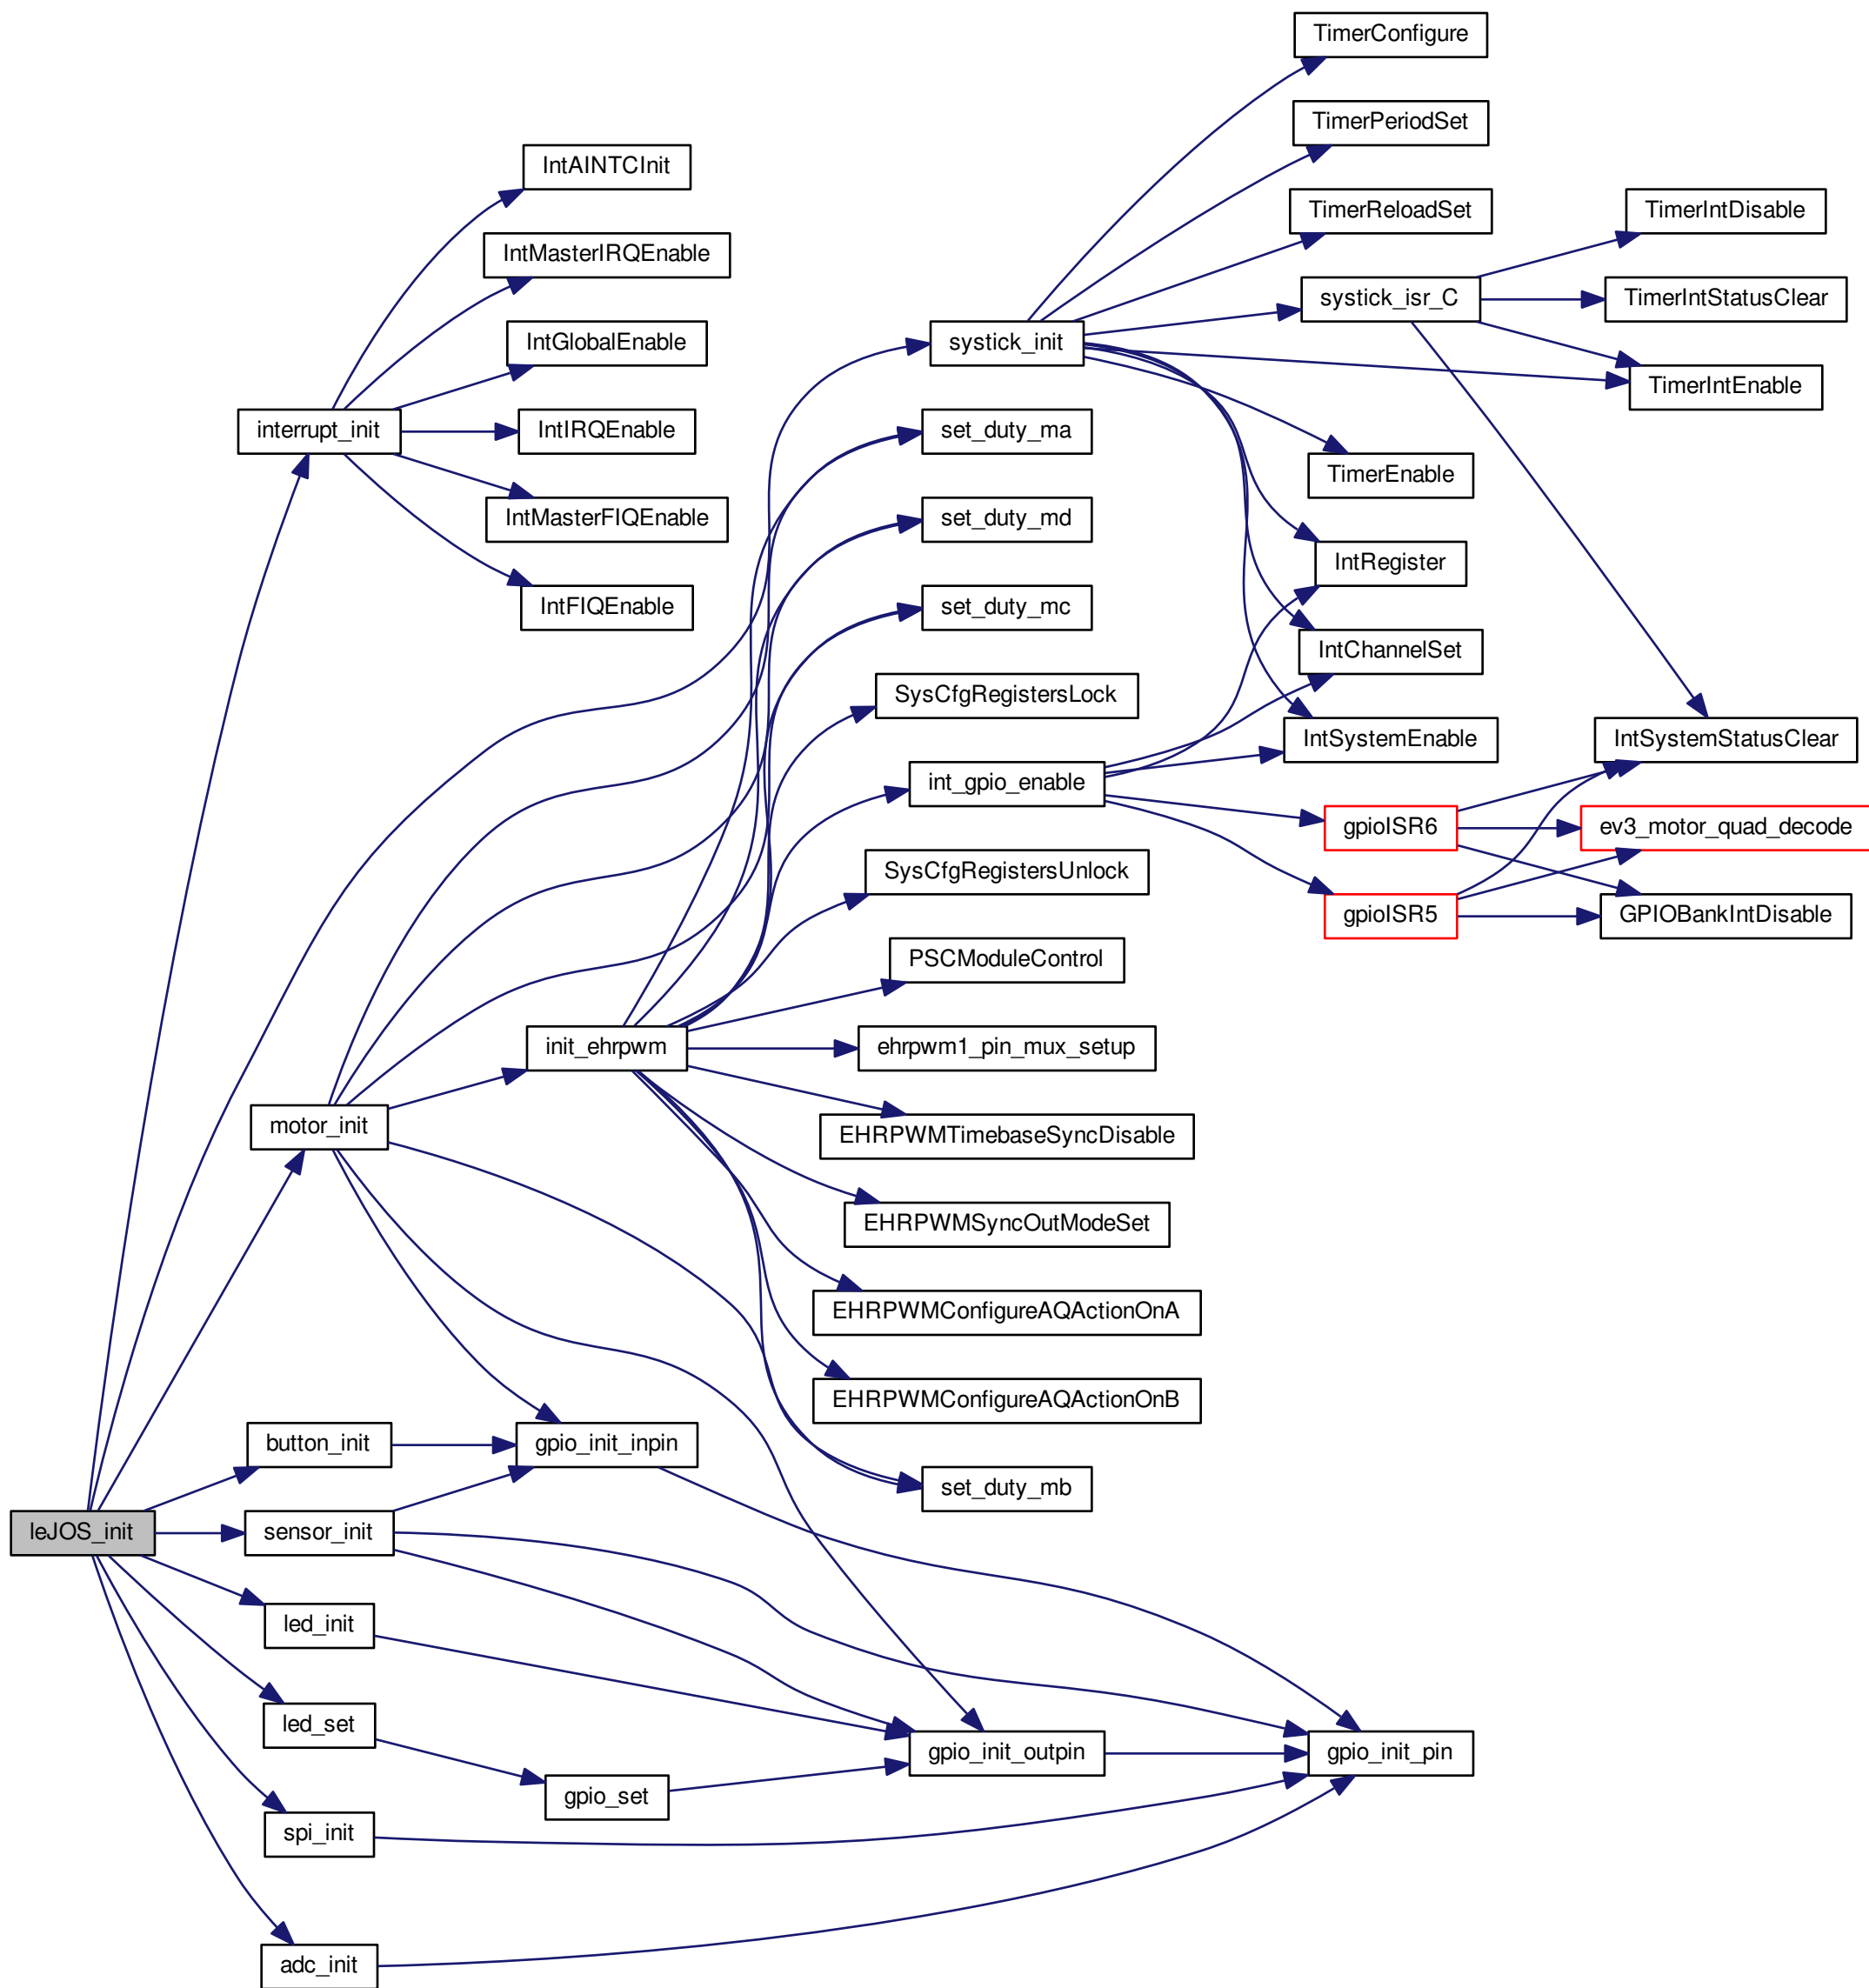 TimerConfigure
TimerPeriodSet
IntAINTCInit
TimerReloadSet
TimerIntDisable
IntMasterIRQEnable
systick_isr_C
TimerIntStatusClear
IntGlobalEnable
systick_init
TimerIntEnable
interrupt_init
IntIRQEnable
set_duty_ma
TimerEnable
IntMasterFIQEnable
set_duty_md
IntRegister
IntFIQEnable
set_duty_mc
IntChannelSet
SysCfgRegistersLock
IntSystemEnable
IntSystemStatusClear
int_gpio_enable
gpioISR6
ev3_motor_quad_decode
SysCfgRegistersUnlock
gpioISR5
GPIOBankIntDisable
PSCModuleControl
init_ehrpwm
ehrpwm1_pin_mux_setup
motor_init
EHRPWMTimebaseSyncDisable
EHRPWMSyncOutModeSet
EHRPWMConfigureAQActionOnA
EHRPWMConfigureAQActionOnB
button_init
gpio_init_inpin
set_duty_mb
leJOS_init
sensor_init
led_init
led_set
gpio_init_outpin
gpio_init_pin
gpio_set
spi_init
adc_init